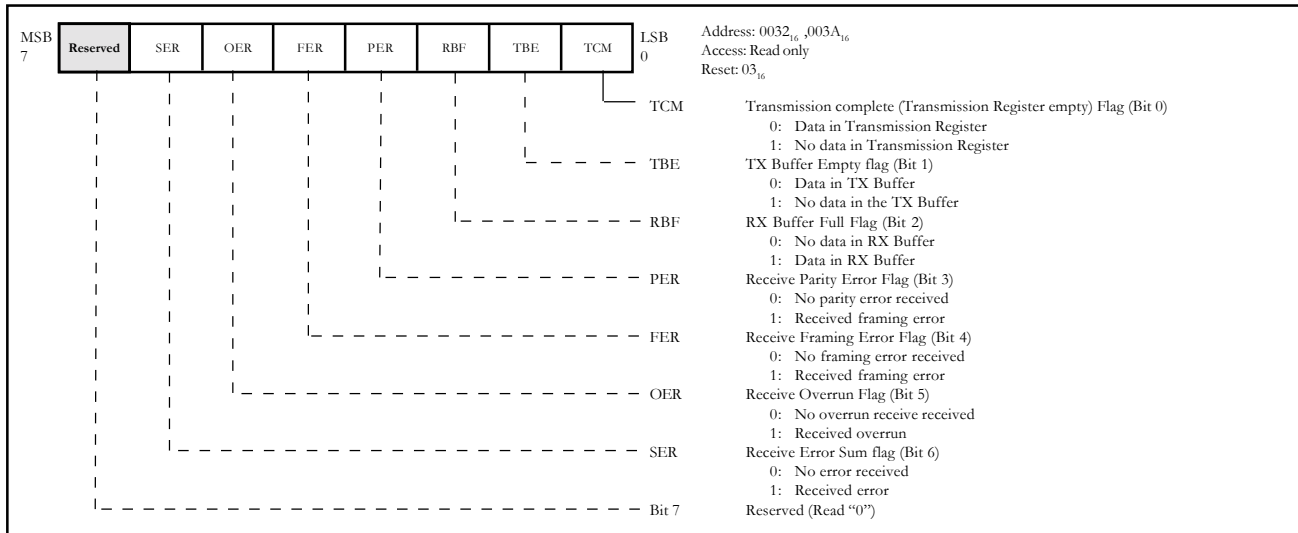 MSB
7
Reserved SER OER FER PER RBF TBE TCM
LSB
0
Address: 0032₁₆ ,003A₁₆
Access: Read only
Reset: 03₁₆
TCM Transmission complete (Transmission Register empty) Flag (Bit 0)
0: Data in Transmission Register
1: No data in Transmission Register
TBE TX Buffer Empty flag (Bit 1)
0: Data in TX Buffer
1: No data in the TX Buffer
RBF RX Buffer Full Flag (Bit 2)
0: No data in RX Buffer
1: Data in RX Buffer
PER Receive Parity Error Flag (Bit 3)
0: No parity error received
1: Received framing error
FER Receive Framing Error Flag (Bit 4)
0: No framing error received
1: Received framing error
OER Receive Overrun Flag (Bit 5)
0: No overrun receive received
1: Received overrun
SER Receive Error Sum flag (Bit 6)
0: No error received
1: Received error
Bit 7 Reserved (Read “0”)